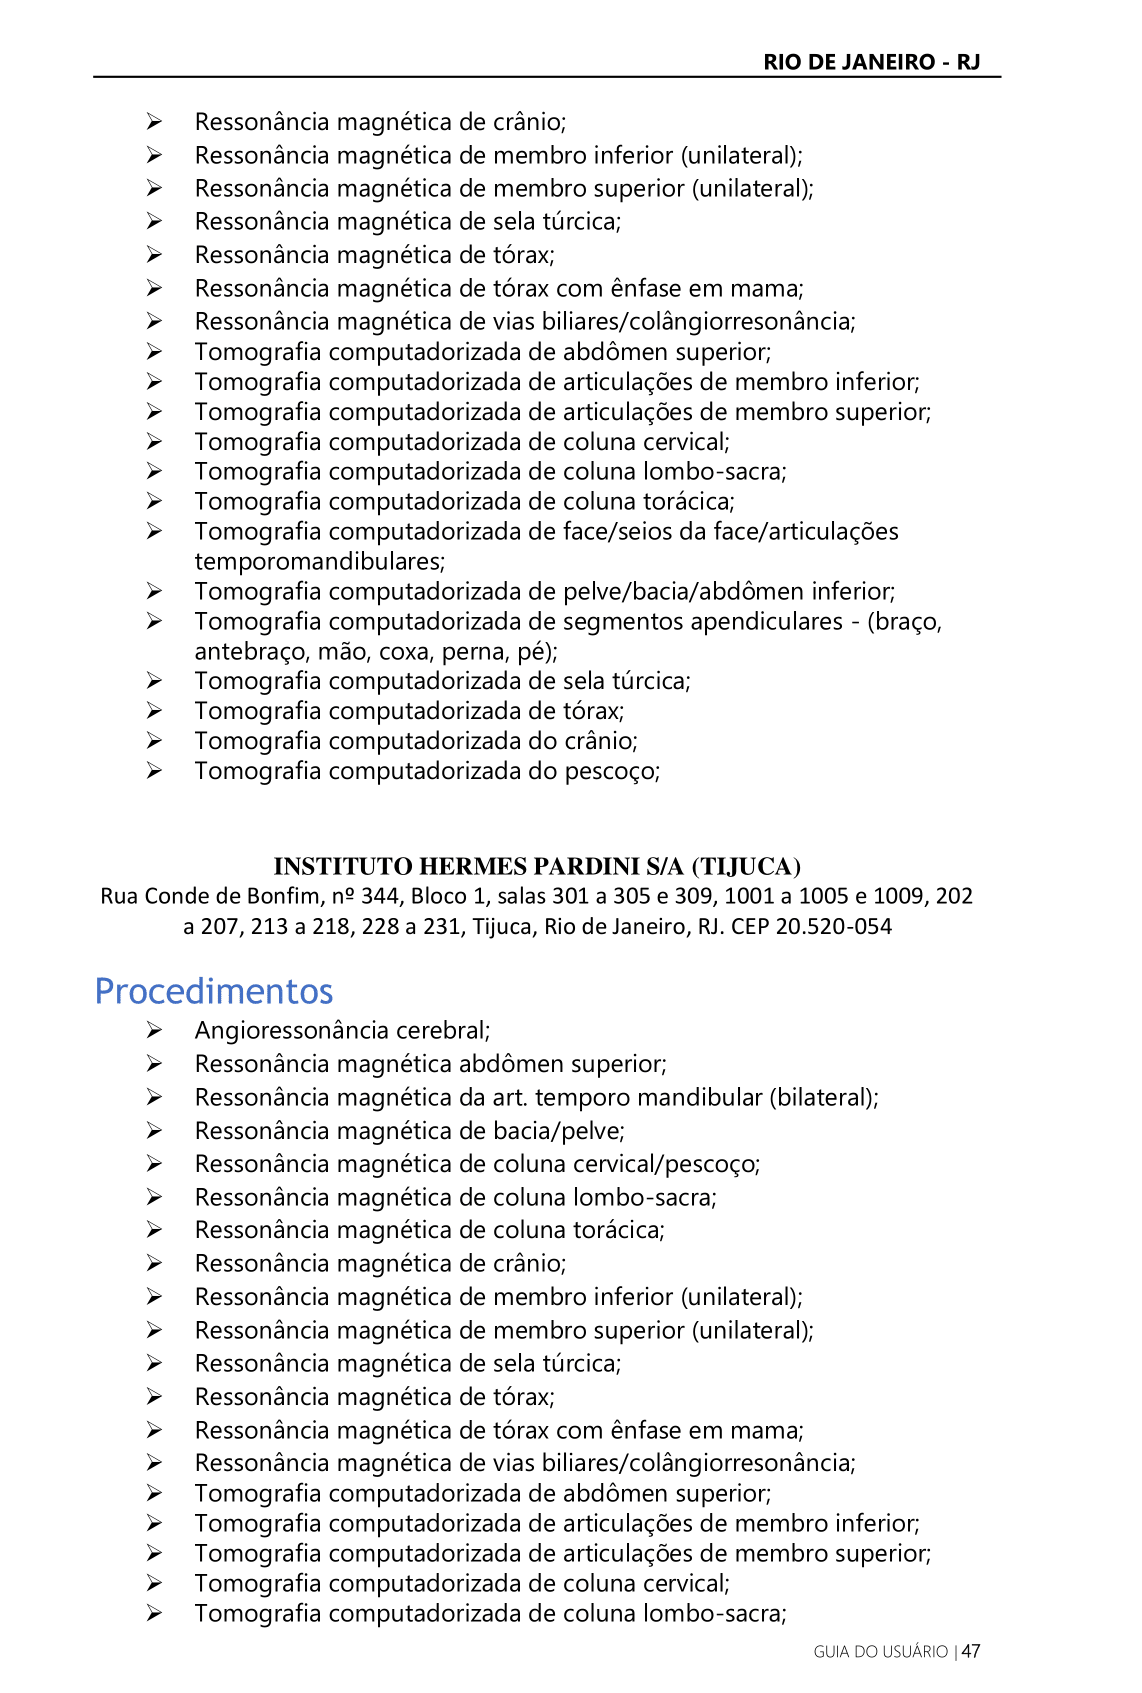 RIO DE JANEIRO - RJ
➢ Ressonância magnética de crânio;
➢ Ressonância magnética de membro inferior (unilateral);
➢ Ressonância magnética de membro superior (unilateral);
➢ Ressonância magnética de sela túrcica;
➢ Ressonância magnética de tórax;
➢ Ressonância magnética de tórax com ênfase em mama;
➢ Ressonância magnética de vias biliares/colângiorresonância;
➢ Tomografia computadorizada de abdômen superior;
➢ Tomografia computadorizada de articulações de membro inferior;
➢ Tomografia computadorizada de articulações de membro superior;
➢ Tomografia computadorizada de coluna cervical;
➢ Tomografia computadorizada de coluna lombo-sacra;
➢ Tomografia computadorizada de coluna torácica;
➢ Tomografia computadorizada de face/seios da face/articulações
temporomandibulares;
➢ Tomografia computadorizada de pelve/bacia/abdômen inferior;
➢ Tomografia computadorizada de segmentos apendiculares - (braço,
antebraço, mão, coxa, perna, pé);
➢ Tomografia computadorizada de sela túrcica;
➢ Tomografia computadorizada de tórax;
➢ Tomografia computadorizada do crânio;
➢ Tomografia computadorizada do pescoço;
INSTITUTO HERMES PARDINI S/A (TIJUCA)
Rua Conde de Bonfim, nº 344, Bloco 1, salas 301 a 305 e 309, 1001 a 1005 e 1009, 202
a 207, 213 a 218, 228 a 231, Tijuca, Rio de Janeiro, RJ. CEP 20.520-054
Procedimentos
➢ Angioressonância cerebral;
➢ Ressonância magnética abdômen superior;
➢ Ressonância magnética da art. temporo mandibular (bilateral);
➢ Ressonância magnética de bacia/pelve;
➢ Ressonância magnética de coluna cervical/pescoço;
➢ Ressonância magnética de coluna lombo-sacra;
➢ Ressonância magnética de coluna torácica;
➢ Ressonância magnética de crânio;
➢ Ressonância magnética de membro inferior (unilateral);
➢ Ressonância magnética de membro superior (unilateral);
➢ Ressonância magnética de sela túrcica;
➢ Ressonância magnética de tórax;
➢ Ressonância magnética de tórax com ênfase em mama;
➢ Ressonância magnética de vias biliares/colângiorresonância;
➢ Tomografia computadorizada de abdômen superior;
➢ Tomografia computadorizada de articulações de membro inferior;
➢ Tomografia computadorizada de articulações de membro superior;
➢ Tomografia computadorizada de coluna cervical;
➢ Tomografia computadorizada de coluna lombo-sacra;
GUIA DO USUÁRIO | 47